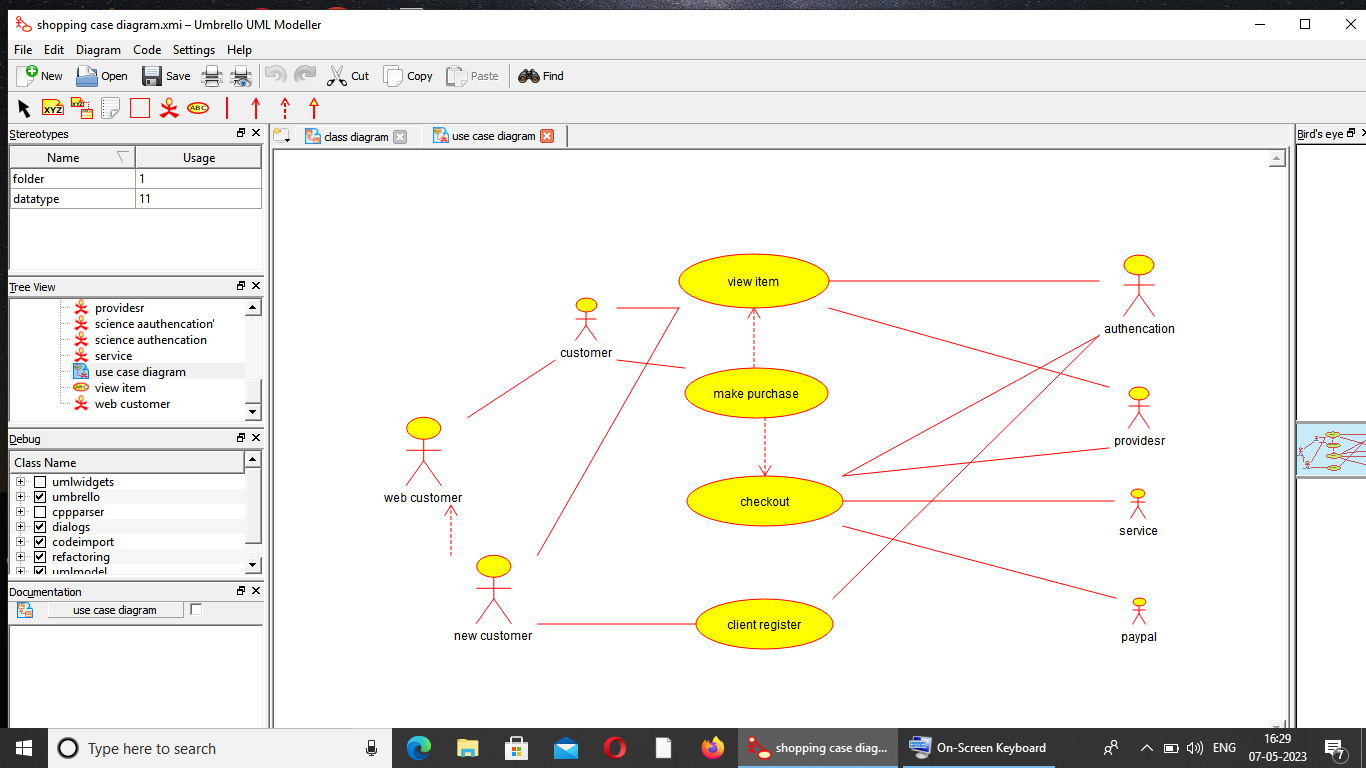 shopping case diagram.xmi – Umbrello UML Modeller
File Edit Diagram Code Settings Help
New Open Save Cut Copy Paste Find
XYZ XYZ ABC
Stereotypes
Name Usage
folder 1
datatype 11
Tree View
providesr
science aauthencation'
science authencation
service
use case diagram
ABC view item
web customer
Debug
Class Name
umlwidgets
umbrello
cppparser
dialogs
codeimport
refactoring
umlmodel
Documentation
use case diagram
class diagram use case diagram
Bird's eye
view item
customer
authencation
make purchase
providesr
web customer
checkout
service
new customer
client register
paypal
Type here to search
shopping case diag...
On-Screen Keyboard
ENG
16:29
07-05-2023
7